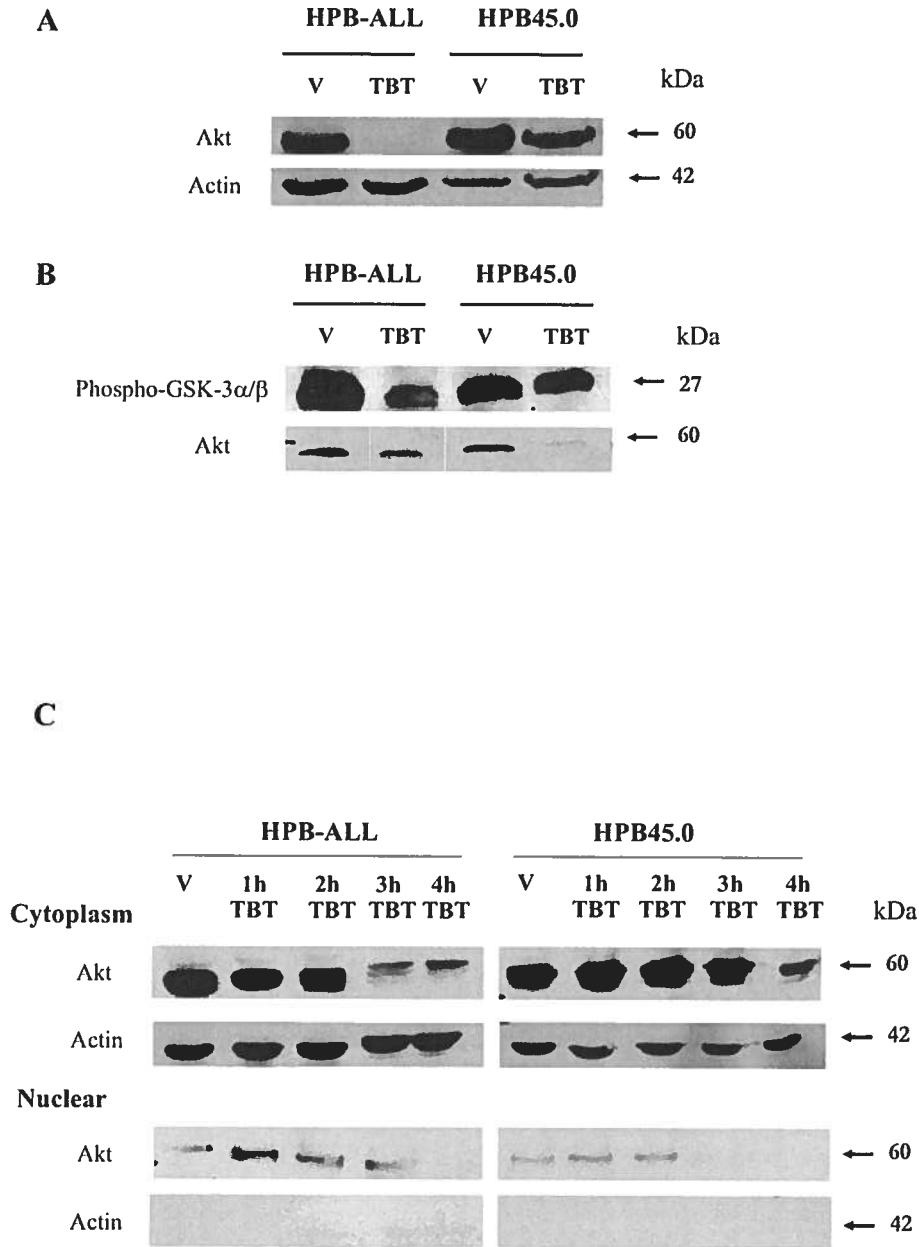 A
HPB-ALL HPB45.0
V TBT V TBT kDa
Akt ← 60
Actin ← 42
B
HPB-ALL HPB45.0
V TBT V TBT kDa
Phospho-GSK-3α/β ← 27
Akt ← 60
C
HPB-ALL HPB45.0
V 1h 2h 3h 4h V 1h 2h 3h 4h
Cytoplasm TBT TBT TBT TBT TBT TBT TBT TBT kDa
Akt ← 60
Actin ← 42
Nuclear
Akt ← 60
Actin ← 42